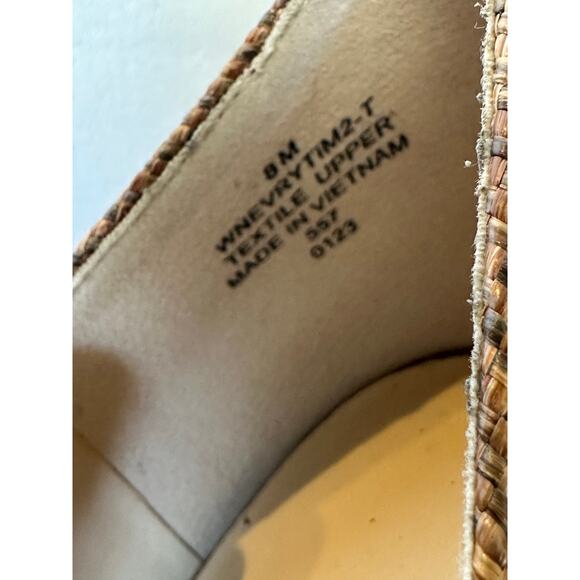 8M
WNEVRYTIM2-T
TEXTILE UPPER
MADE IN VIETNAM
557
0123